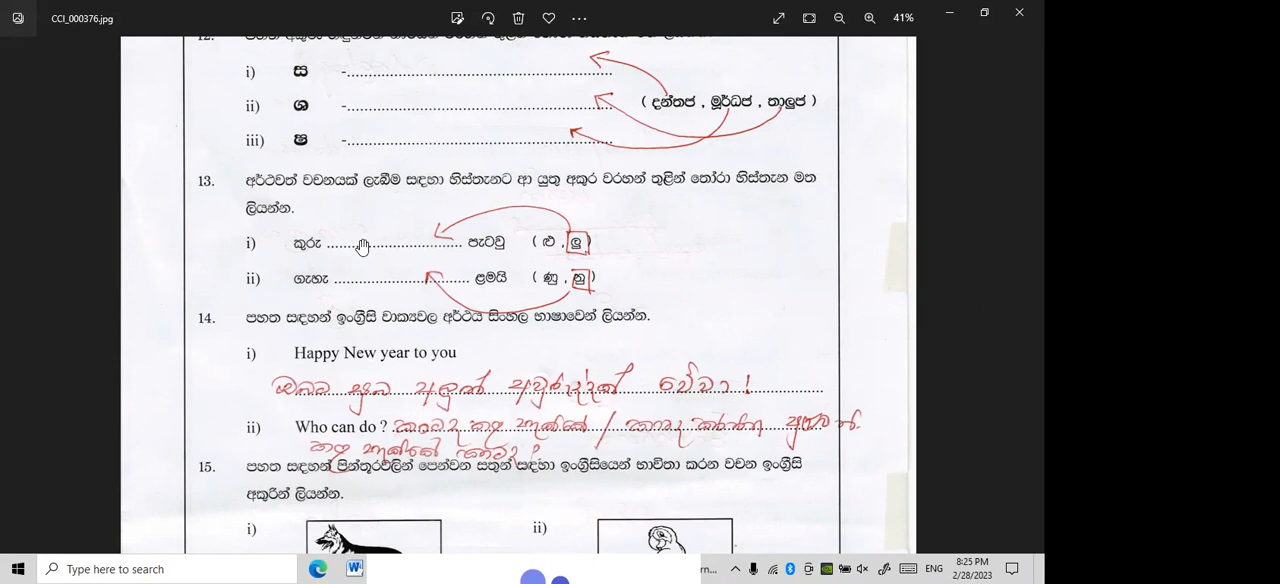 CCI_000376.jpg
41%
i) ස -
ii) ශ -
( දන්තජ , මූර්ධජ , තාලුජ )
iii) ෂ -
13. අර්ථවත් වචනයක් ලැබීම සඳහා හිස්තැනට ආ යුතු අකුර වරහන් තුළින් තෝරා හිස්තැන මත
ලියන්න.
i) කුරු .............................. පැටවු ( ළු , ලු )
ii) ගැහැ .............................. ළමයි ( ණු , නු )
14. පහත සඳහන් ඉංග්‍රීසි වාක්‍යවල අර්ථය සිංහල භාෂාවෙන් ලියන්න.
i) Happy New year to you
ඔබට සුබ අලුත් අවුරුද්දක් වේවා !
ii) Who can do ? කාටද කළ හැක්කේ /
කළ හැක්කේ
15. පහත සඳහන් පින්තූරවලින් පෙන්වන සතුන් සඳහා ඉංග්‍රීසියෙන් භාවිතා කරන වචන ඉංග්‍රීසි
අකුරින් ලියන්න.
i) ii)
Type here to search
ENG
8:25 PM
2/28/2023